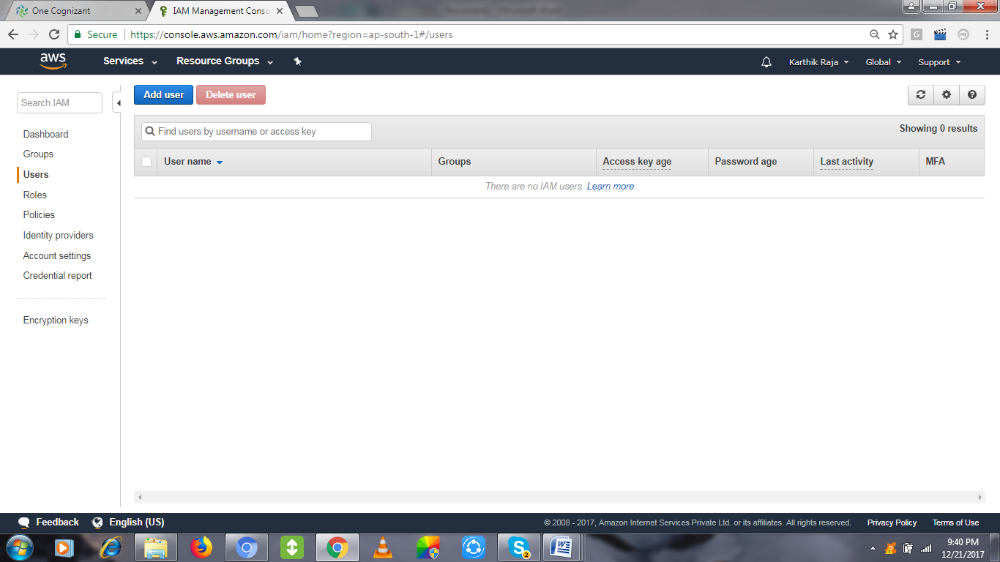 One Cognizant
IAM Management Conso
Secure
https://console.aws.amazon.com/iam/home?region=ap-south-1#/users
G
my
aws
Services
Resource Groups
Karthik Raja
Global
Support
Search IAM
Dashboard
Groups
Users
Roles
Policies
Identity providers
Account settings
Credential report
Encryption keys
Add user
Delete user
Find users by username or access key
Showing 0 results
User name
Groups
Access key age
Password age
Last activity
MFA
There are no IAM users. Learn more
Feedback
English (US)
© 2008 - 2017, Amazon Internet Services Private Ltd. or its affiliates. All rights reserved.
Privacy Policy
Terms of Use
2
9:40 PM
12/21/2017